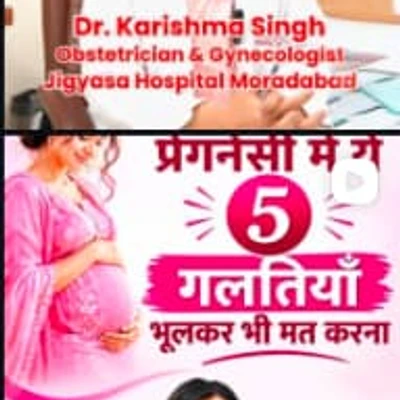 Dr. Karishma Singh
Obstetrician & Gynecologist
Jigyasa Hospital Moradabad
प्रेगनेंसी में ये
5
गलतियाँ
भूलकर भी मत करना